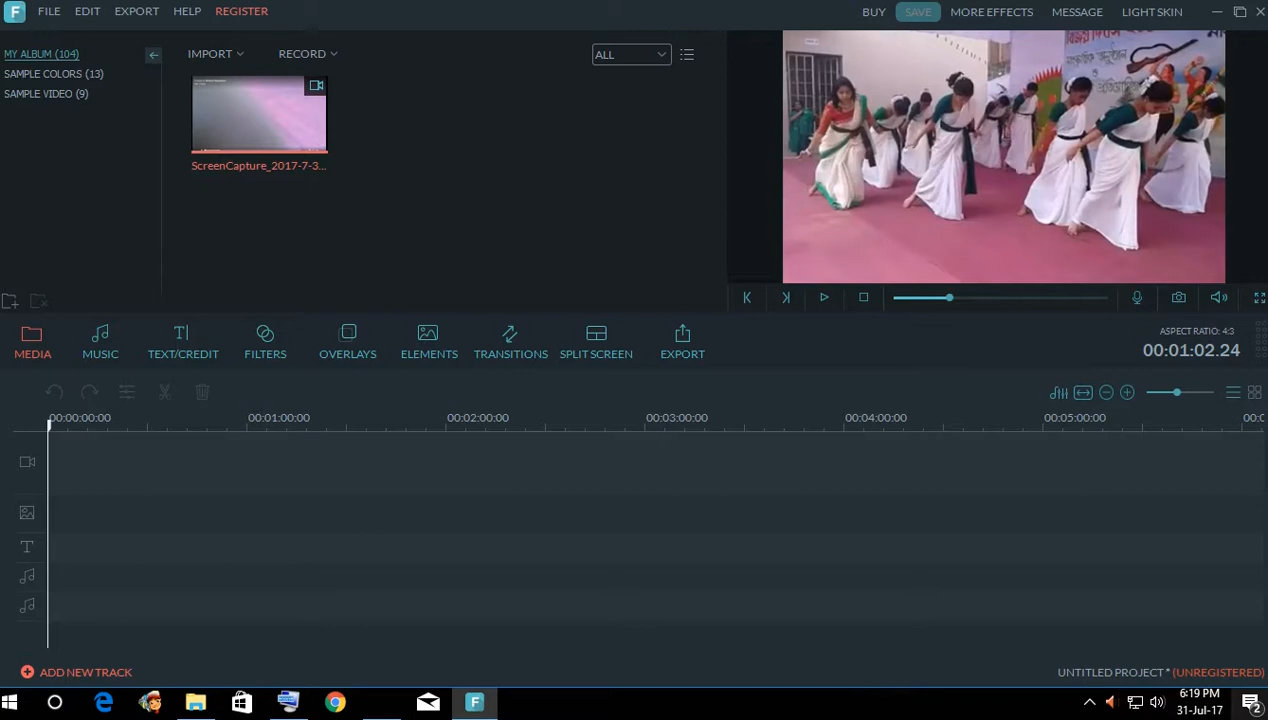 F FILE EDIT EXPORT HELP REGISTER BUY SAVE MORE EFFECTS MESSAGE LIGHT SKIN
MY ALBUM (104)
SAMPLE COLORS (13)
SAMPLE VIDEO (9)
IMPORT RECORD ALL
ScreenCapture_2017-7-3...
বিজয় দিবস
MEDIA MUSIC TEXT/CREDIT FILTERS OVERLAYS ELEMENTS TRANSITIONS SPLIT SCREEN EXPORT
ASPECT RATIO: 4:3
00:01:02.24
00:00:00:00 00:01:00:00 00:02:00:00 00:03:00:00 00:04:00:00 00:05:00:00 00:0
T
ADD NEW TRACK
UNTITLED PROJECT * (UNREGISTERED)
6:19 PM
31-Jul-17
2